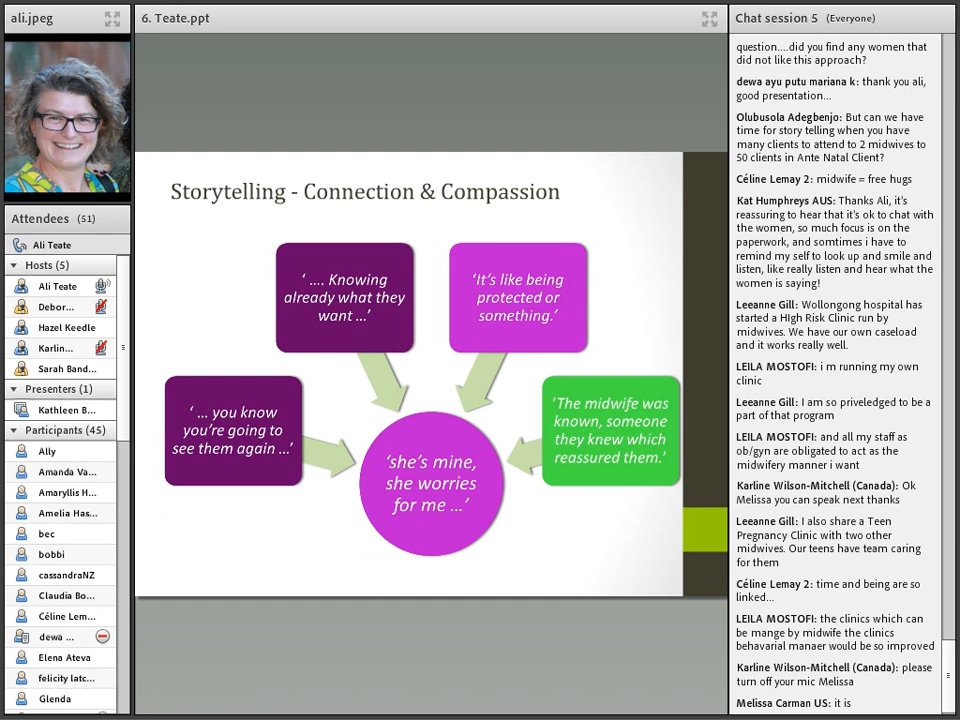 ali.jpeg
6. Teate.ppt
Chat session 5 (Everyone)
Attendees (51)
Ali Teate
Hosts (5)
Ali Teate
Debor...
Hazel Keedle
Karlin...
Sarah Band...
Presenters (1)
Kathleen B...
Participants (45)
Ally
Amanda Va...
Amaryllis H...
Amelia Has...
bec
bobbi
cassandraNZ
Claudia Bo...
Céline Lem...
dewa ...
Elena Ateva
felicity latc...
Glenda
Storytelling - Connection & Compassion
‘ .... Knowing
already what they
want ...’
‘It’s like being
protected or
something.’
‘ ... you know
you’re going to
see them again ...’
’The midwife was
known, someone
they knew which
reassured them.’
‘she’s mine,
she worries
for me ...’
question....did you find any women that
did not like this approach?
dewa ayu putu mariana k: thank you ali,
good presentation...
Olubusola Adegbenjo: But can we have
time for story telling when you have
many clients to attend to 2 midwives to
50 clients in Ante Natal Client?
Céline Lemay 2: midwife = free hugs
Kat Humphreys AUS: Thanks Ali, it's
reassuring to hear that it's ok to chat with
the women, so much focus is on the
paperwork, and somtimes i have to
remind my self to look up and smile and
listen, like really listen and hear what the
women is saying!
Leeanne Gill: Wollongong hospital has
started a HIgh Risk Clinic run by
midwives. We have our own caseload
and it works really well.
LEILA MOSTOFI: i m running my own
clinic
Leeanne Gill: I am so priveledged to be a
part of that program
LEILA MOSTOFI: and all my staff as
ob/gyn are obligated to act as the
midwifery manner i want
Karline Wilson-Mitchell (Canada): Ok
Melissa you can speak next thanks
Leeanne Gill: I also share a Teen
Pregnancy Clinic with two other
midwives. Our teens have team caring
for them
Céline Lemay 2: time and being are so
linked...
LEILA MOSTOFI: the clinics which can
be mange by midwife the clinics
behavarial manaer would be so improved
Karline Wilson-Mitchell (Canada): please
turn off your mic Melissa
Melissa Carman US: it is